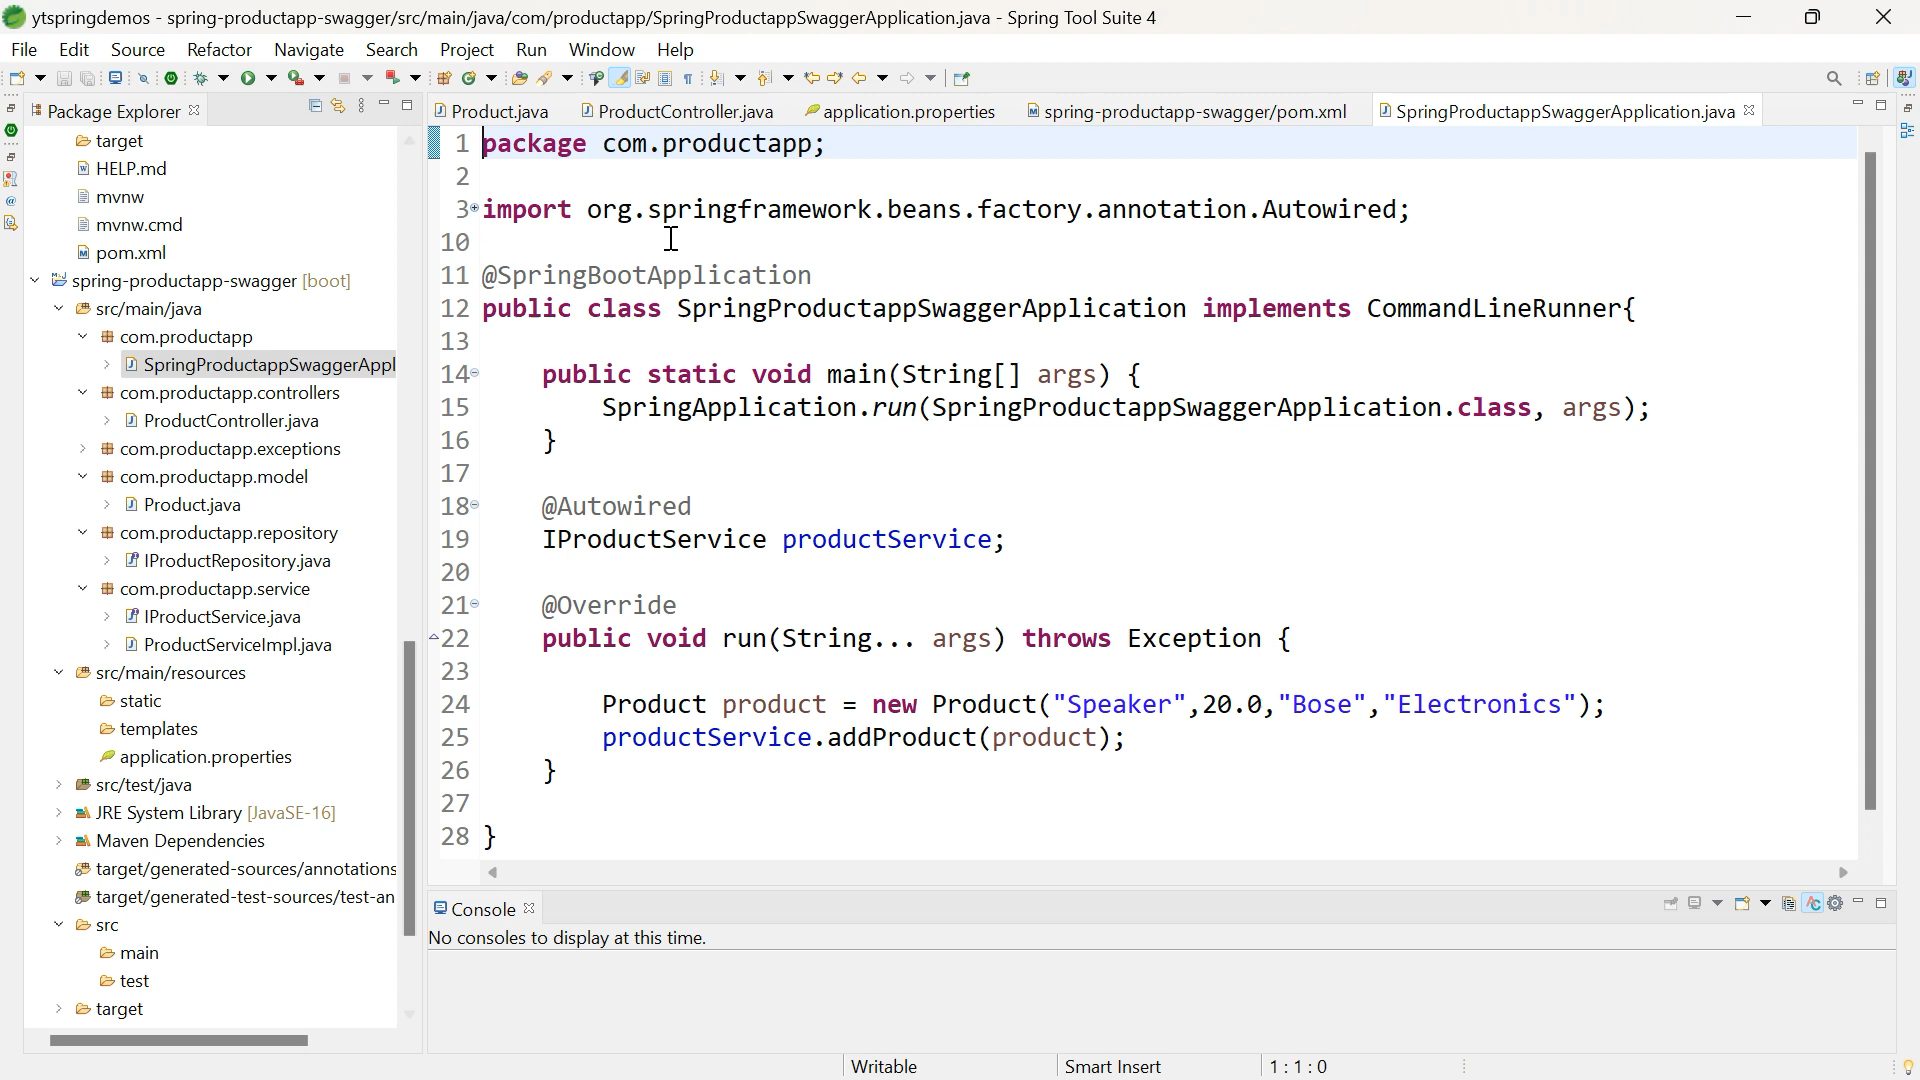 ytspringdemos - spring-productapp-swagger/src/main/java/com/productapp/SpringProductappSwaggerApplication.java - Spring Tool Suite 4
File Edit Source Refactor Navigate Search Project Run Window Help
Package Explorer
target
HELP.md
mvnw
mvnw.cmd
pom.xml
spring-productapp-swagger [boot]
src/main/java
com.productapp
SpringProductappSwaggerAppl
com.productapp.controllers
ProductController.java
com.productapp.exceptions
com.productapp.model
Product.java
com.productapp.repository
IProductRepository.java
com.productapp.service
IProductService.java
ProductServiceImpl.java
src/main/resources
static
templates
application.properties
src/test/java
JRE System Library [JavaSE-16]
Maven Dependencies
target/generated-sources/annotations
target/generated-test-sources/test-an
src
main
test
target
Product.java ProductController.java application.properties spring-productapp-swagger/pom.xml SpringProductappSwaggerApplication.java
1 package com.productapp;
2
3 import org.springframework.beans.factory.annotation.Autowired;
10
11 @SpringBootApplication
12 public class SpringProductappSwaggerApplication implements CommandLineRunner{
13
14 public static void main(String[] args) {
15 SpringApplication.run(SpringProductappSwaggerApplication.class, args);
16 }
17
18 @Autowired
19 IProductService productService;
20
21 @Override
22 public void run(String... args) throws Exception {
23
24 Product product = new Product("Speaker",20.0,"Bose","Electronics");
25 productService.addProduct(product);
26 }
27
28 }
Console
No consoles to display at this time.
Writable Smart Insert 1 : 1 : 0